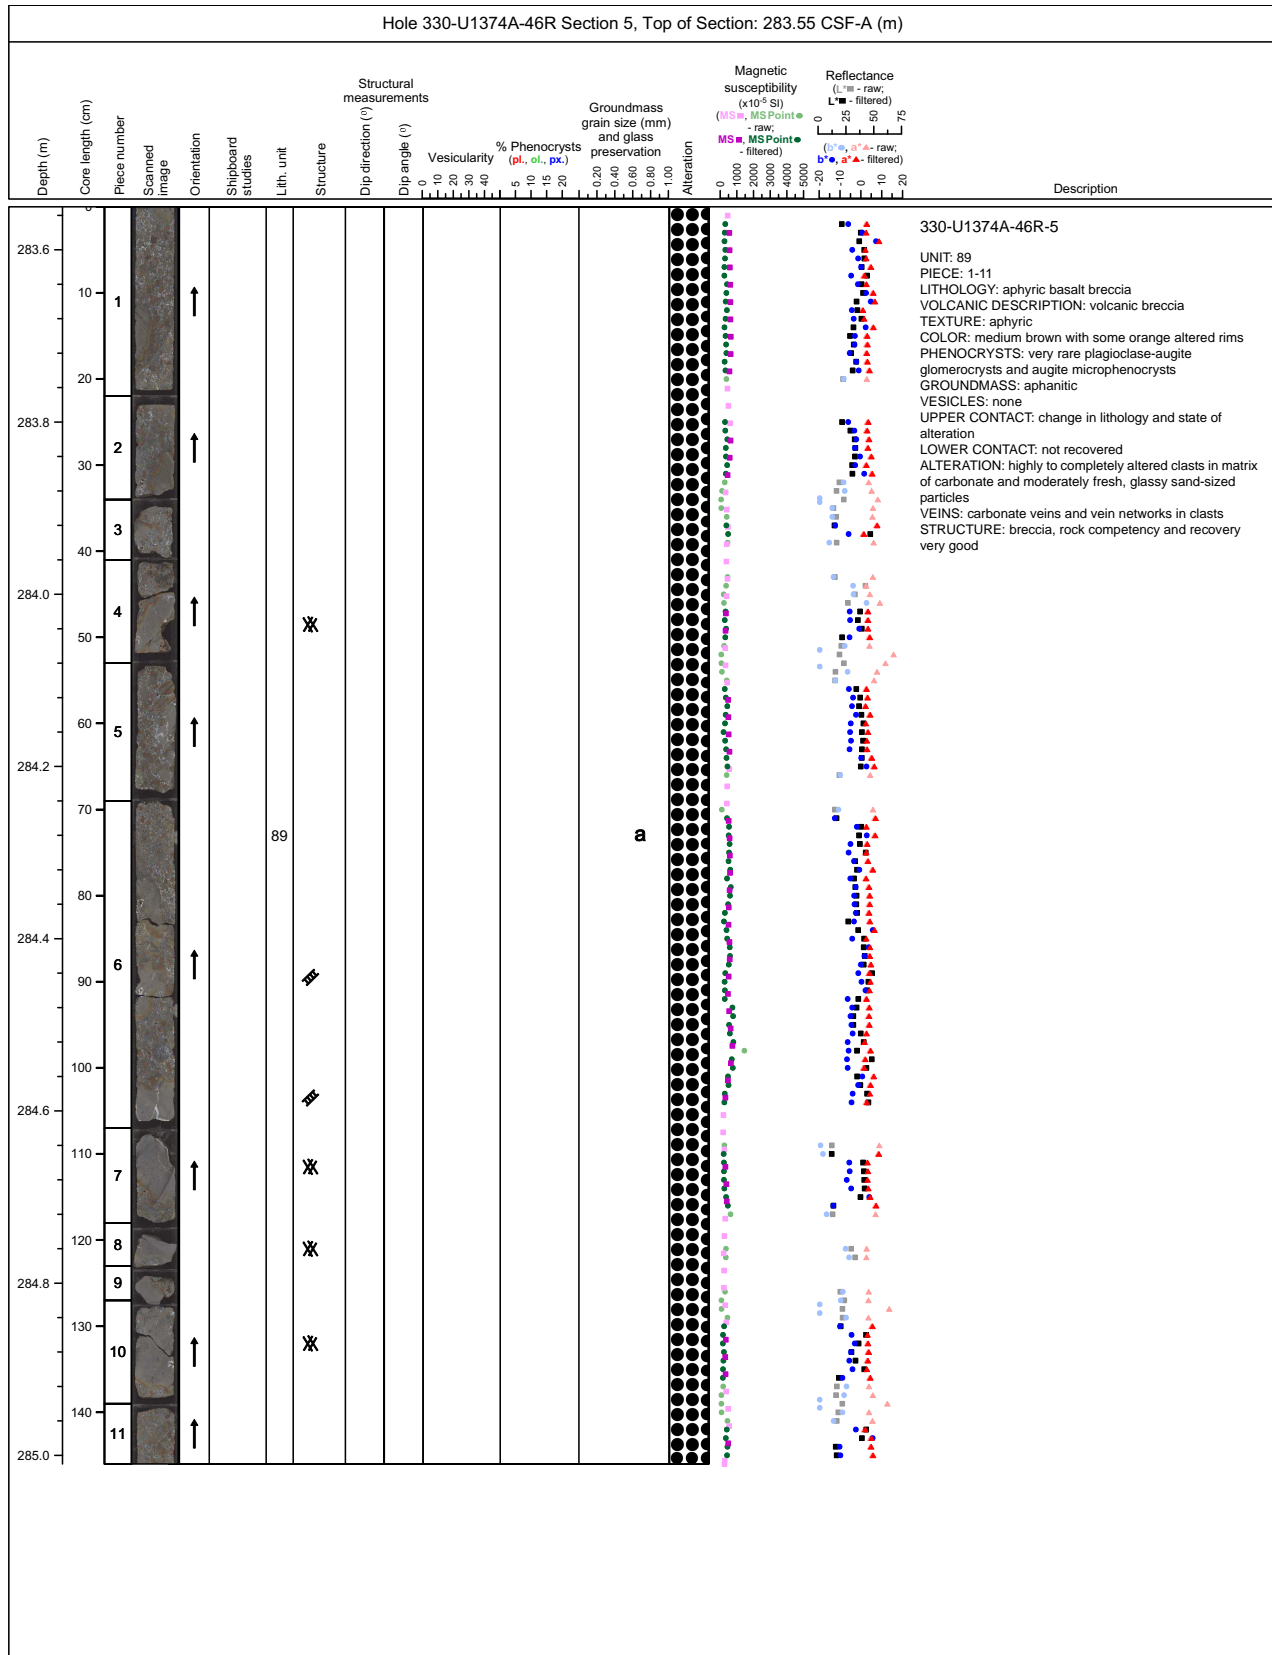 Hole 330-U1374A-46R Section 5, Top of Section: 283.55 CSF-A (m)
Depth (m)
Core length (cm)
Piece number
Scanned
image
Orientation
Shipboard
studies
Lith. unit
Structure
Structural
measurements
Dip direction (°)
Dip angle (°)
Vesicularity
0 10 20 30 40
% Phenocrysts
(pl., ol., px.)
5 10 15 20
Groundmass
grain size (mm)
and glass
preservation
0.20 0.40 0.60 0.80 1.00
Alteration
Magnetic
susceptibility
(x10-5 SI)
(MS■, MSPoint●
- raw;
MS■, MSPoint●
- filtered)
0 1000 2000 3000 4000 5000
Reflectance
(L*■ - raw;
L*■ - filtered)
0 25 50 75
(b*●, a*▲- raw;
b*●, a*▲- filtered)
-20 -10 0 10 20
Description
0
283.6
10
1
20
283.8
2
30
3
40
284.0
4
50
5
60
284.2
70
89
a
80
284.4
6
90
100
284.6
110
7
120
8
284.8
9
130
10
140
11
285.0
330-U1374A-46R-5
UNIT: 89
PIECE: 1-11
LITHOLOGY: aphyric basalt breccia
VOLCANIC DESCRIPTION: volcanic breccia
TEXTURE: aphyric
COLOR: medium brown with some orange altered rims
PHENOCRYSTS: very rare plagioclase-augite
glomerocrysts and augite microphenocrysts
GROUNDMASS: aphanitic
VESICLES: none
UPPER CONTACT: change in lithology and state of
alteration
LOWER CONTACT: not recovered
ALTERATION: highly to completely altered clasts in matrix
of carbonate and moderately fresh, glassy sand-sized
particles
VEINS: carbonate veins and vein networks in clasts
STRUCTURE: breccia, rock competency and recovery
very good